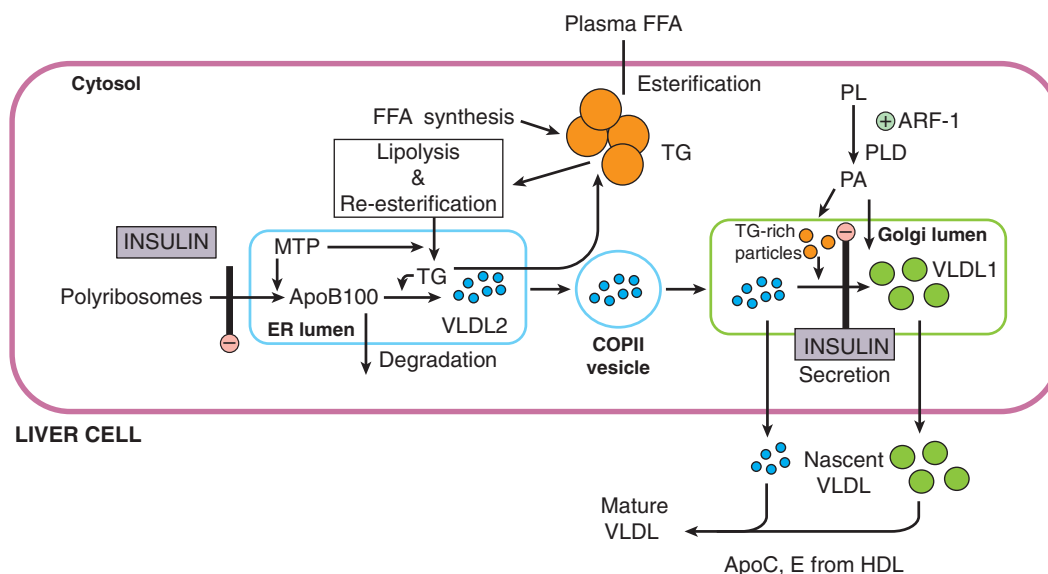 Plasma FFA
Cytosol
Esterification
PL
FFA synthesis
+ ARF-1
Lipolysis
&
Re-esterification
TG
PLD
PA
INSULIN
MTP
TG-rich
particles
−
Golgi lumen
TG
VLDL1
Polyribosomes
ApoB100
ER lumen
VLDL2
−
Degradation
COPII
vesicle
INSULIN
Secretion
LIVER CELL
Nascent
VLDL
Mature
VLDL
ApoC, E from HDL